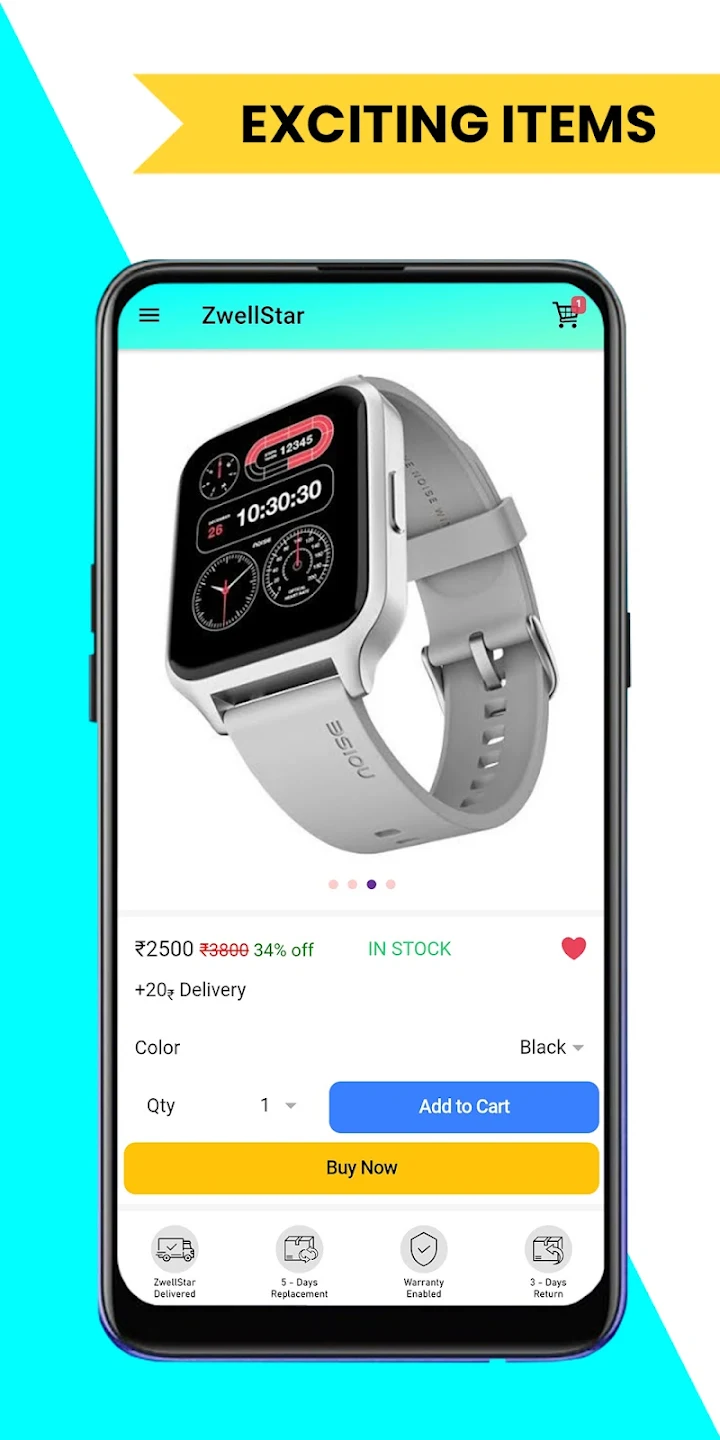 EXCITING ITEMS
ZwellStar
1
12345
10:30:30
26
noise
noise
₹2500 ₹3800 34% off
IN STOCK
+20₹ Delivery
Color
Black
Qty
1
Add to Cart
Buy Now
ZwellStar
Delivered
5 - Days
Replacement
Warranty
Enabled
3 - Days
Return